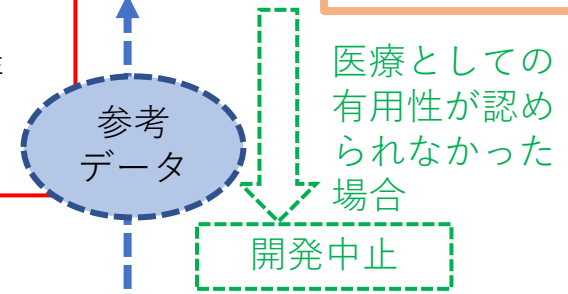 参考
データ
医療としての
有用性が認め
られなかった
場合
開発中止